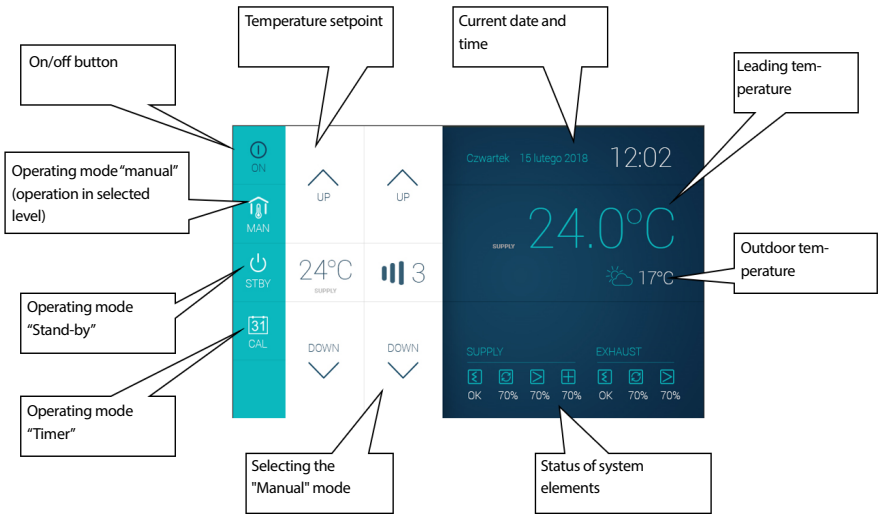 Temperature setpoint
Current date and
time
On/off button
Leading tem-
perature
Operating mode "manual"
(operation in selected
level)
Outdoor tem-
perature
Operating mode
"Stand-by"
Operating mode
“Timer”
Selecting the
"Manual" mode
Status of system
elements
ON
MAN
STBY
31
CAL
UP
UP
24°C
SUPPLY
3
DOWN
DOWN
Czwartek 15 lutego 2018 12:02
SUPPLY 24.0°C
17°C
SUPPLY EXHAUST
OK 70% 70% 70% OK 70% 70%